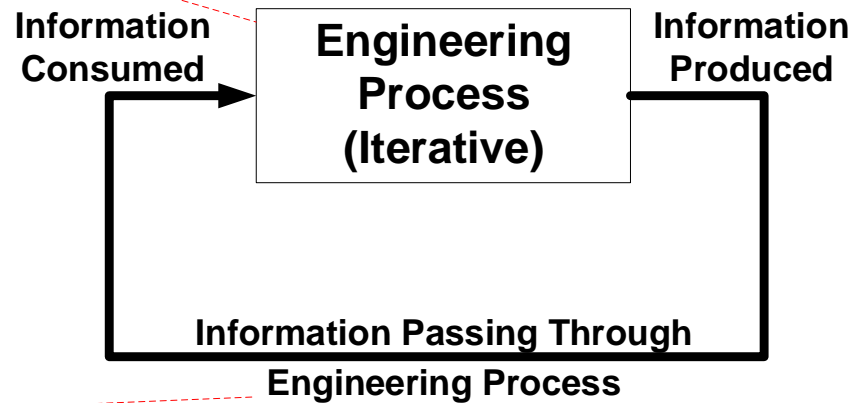 Information
Consumed
Engineering
Process
(Iterative)
Information
Produced
Information Passing Through
Engineering Process